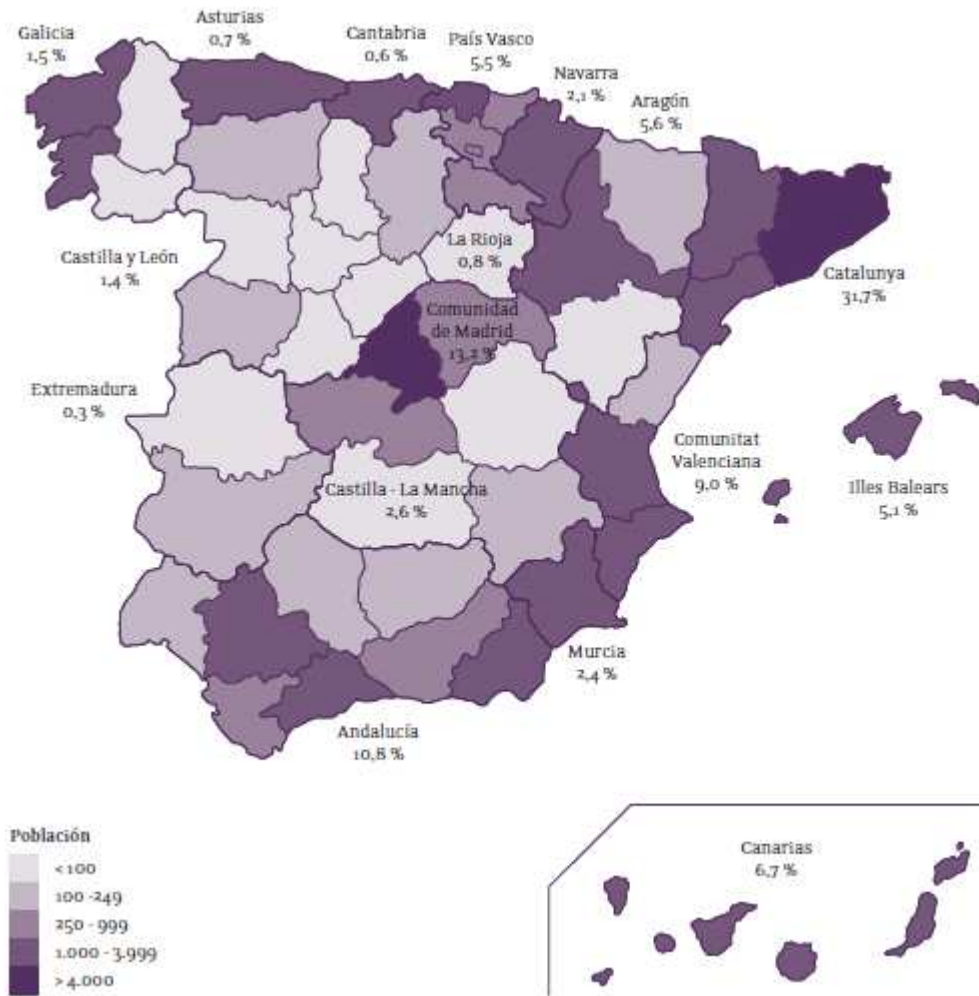 Galicia
1,5 %
Asturias
0,7 %
Cantabria
0,6 %
País Vasco
5,5 %
Navarra
2,1 %
Aragón
5,6 %
Castilla y León
1,4 %
La Rioja
0,8 %
Catalunya
31,7%
Comunidad
de Madrid
13,2 %
Extremadura
0,3 %
Comunitat
Valenciana
9,0 %
Illes Balears
5,1 %
Castilla - La Mancha
2,6 %
Murcia
2,4 %
Andalucía
10,8 %
Población
< 100
100 -249
250 - 999
1.000 - 3.999
> 4.000
Canarias
6,7 %